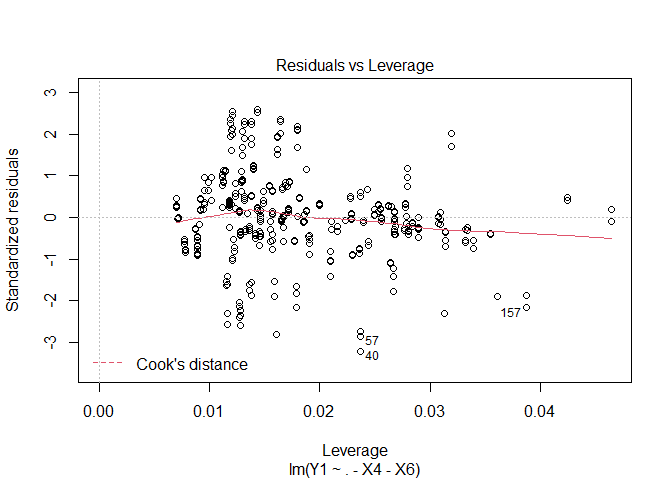 Residuals vs Leverage
Standardized residuals
3
2
1
0
-1
-2
-3
157
57
40
Cook's distance
0.00 0.01 0.02 0.03 0.04
Leverage
lm(Y1 ~ . - X4 - X6)